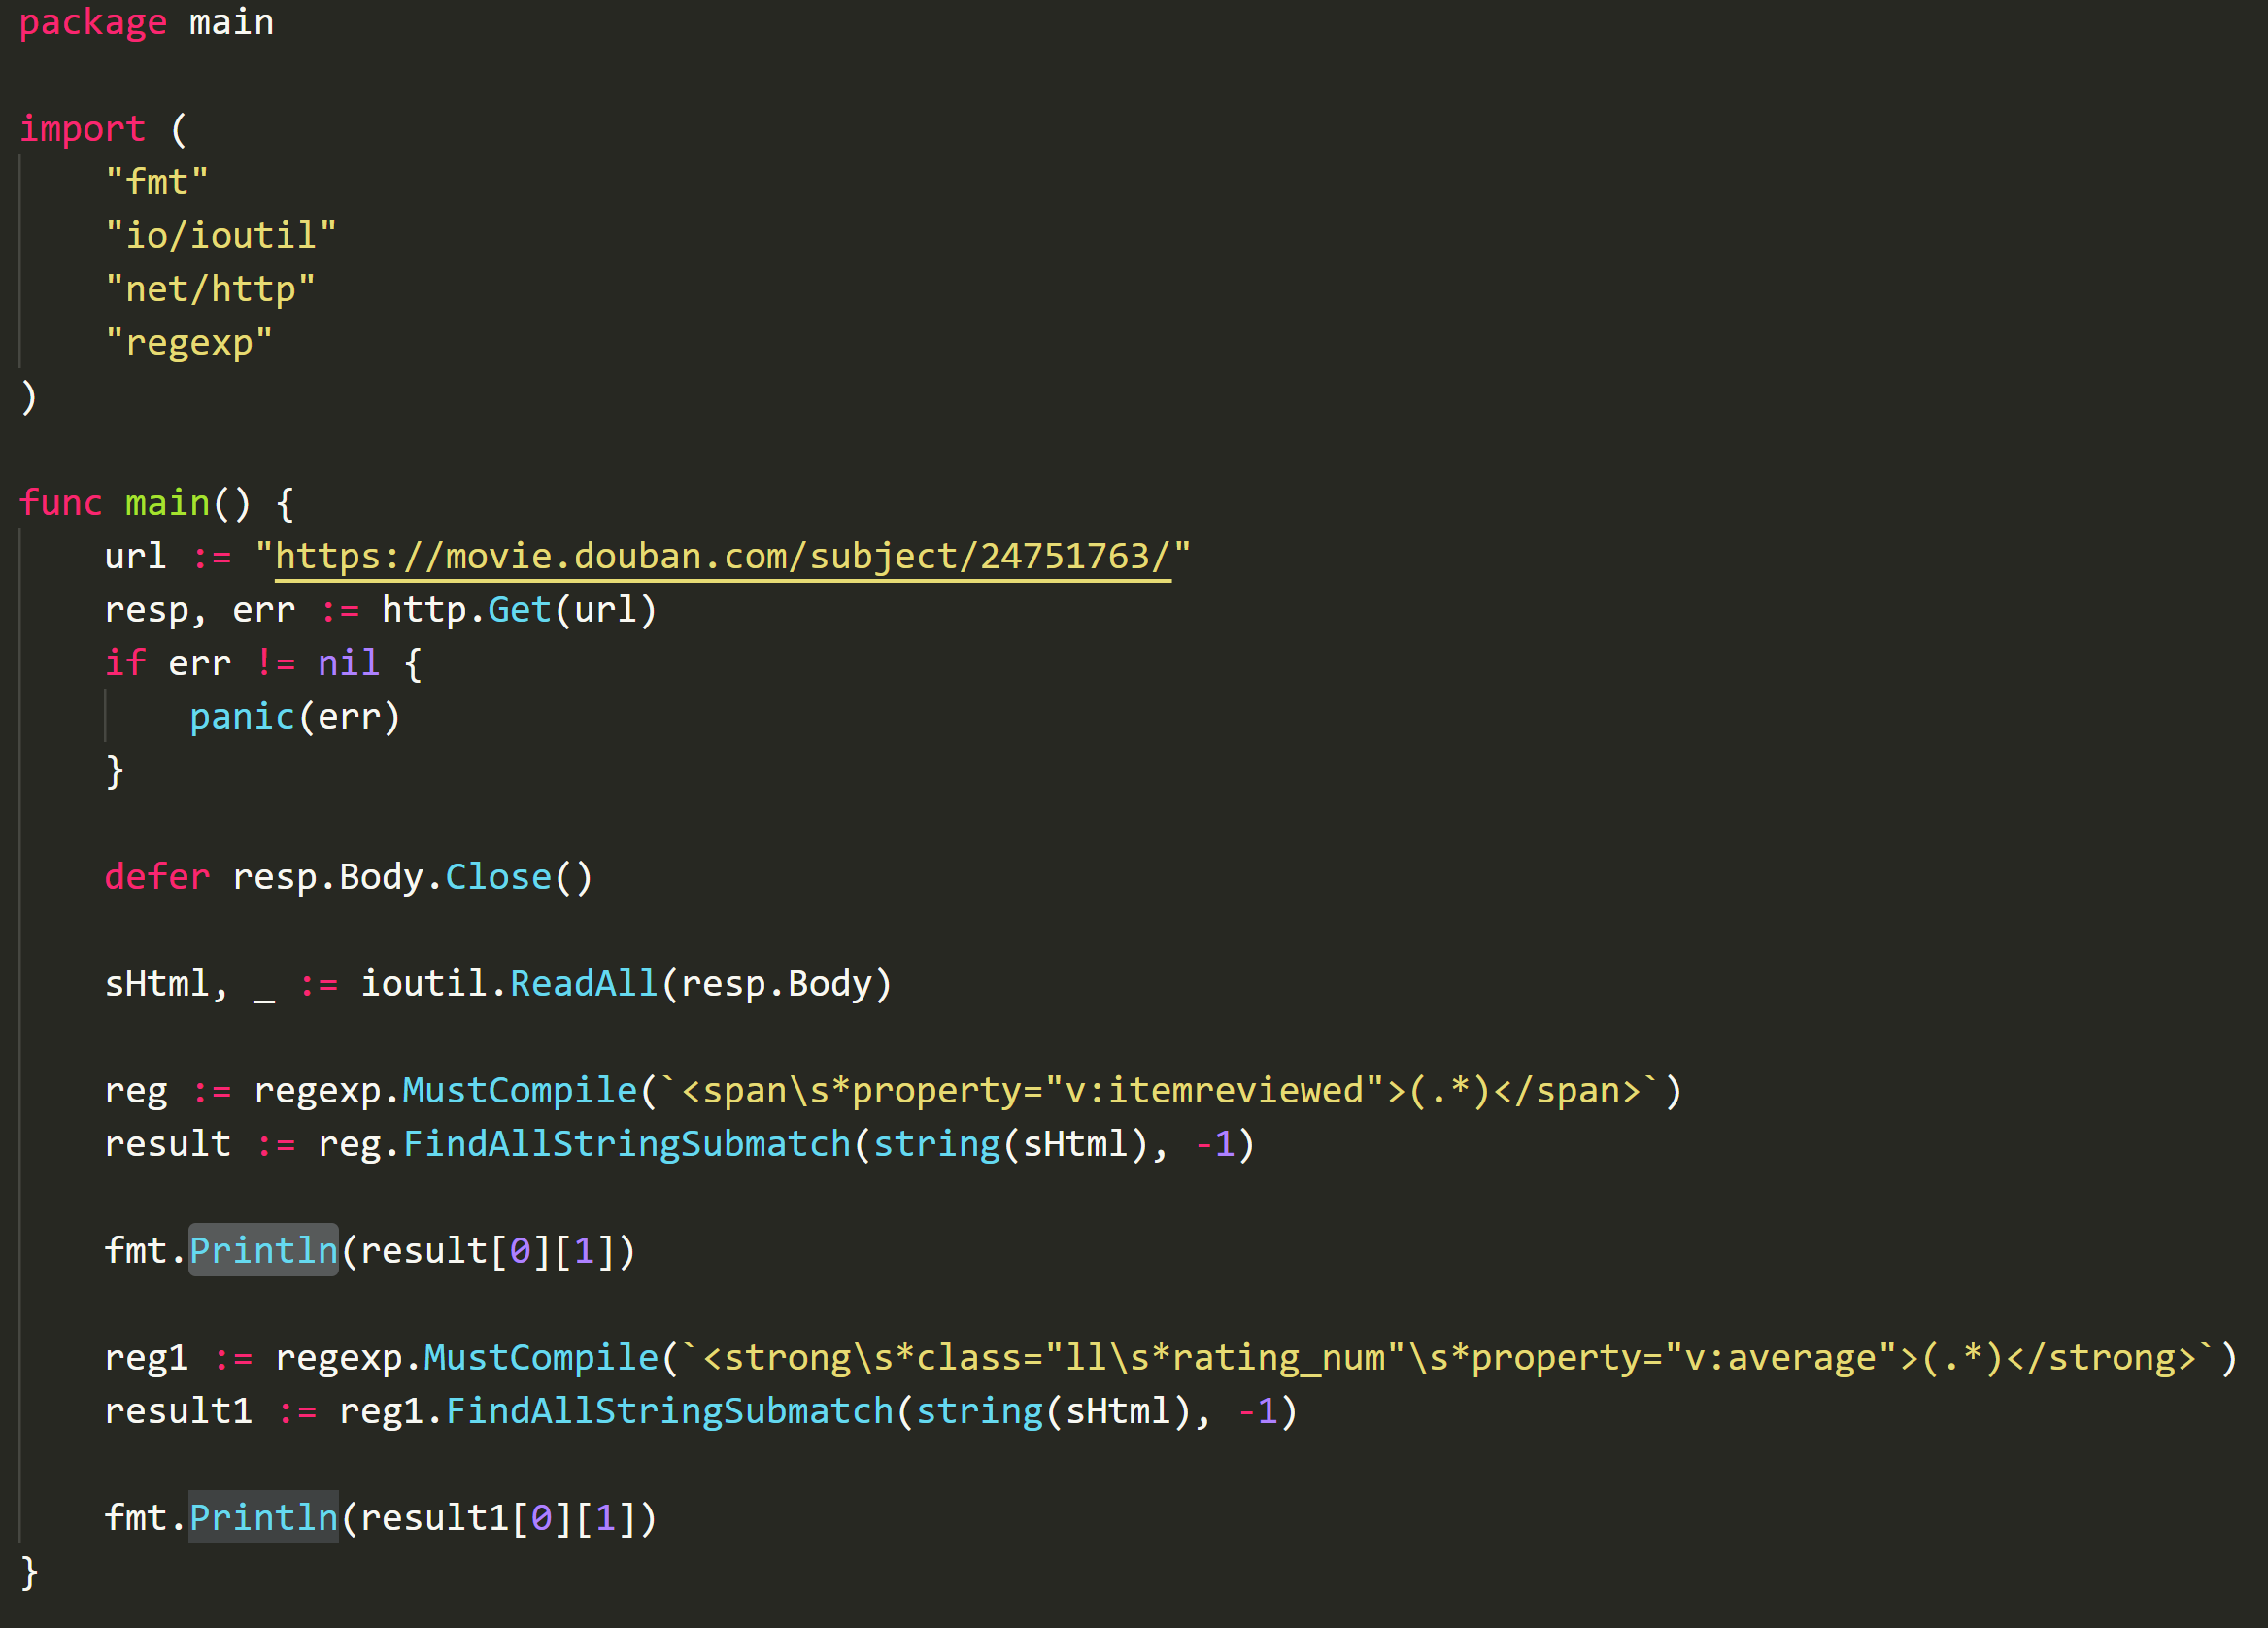 package main
import (
"fmt"
"io/ioutil"
"net/http"
"regexp"
)
func main() {
url := "https://movie.douban.com/subject/24751763/"
resp, err := http.Get(url)
if err != nil {
panic(err)
}
defer resp.Body.Close()
sHtml, _ := ioutil.ReadAll(resp.Body)
reg := regexp.MustCompile(`<span\s*property="v:itemreviewed">(.*)</span>`)
result := reg.FindAllStringSubmatch(string(sHtml), -1)
fmt.Println(result[0][1])
reg1 := regexp.MustCompile(`<strong\s*class="ll\s*rating_num"\s*property="v:average">(.*)</strong>`)
result1 := reg1.FindAllStringSubmatch(string(sHtml), -1)
fmt.Println(result1[0][1])
}